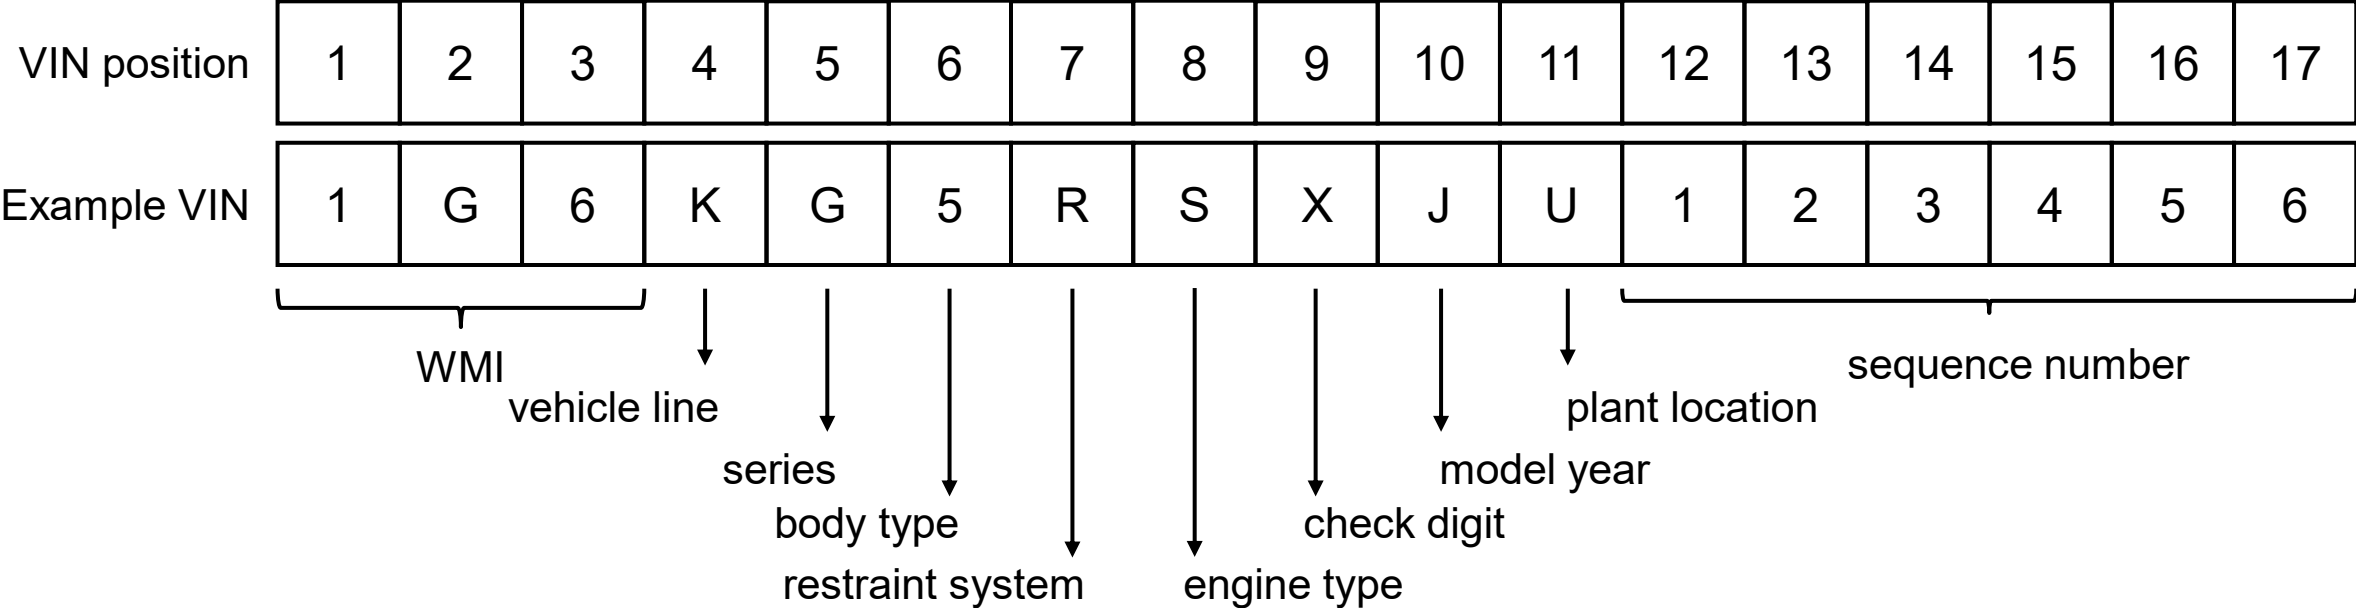 VIN position 1 2 3 4 5 6 7 8 9 10 11 12 13 14 15 16 17
Example VIN 1 G 6 K G 5 R S X J U 1 2 3 4 5 6
WMI
sequence number
vehicle line
plant location
series
model year
body type
check digit
restraint system
engine type